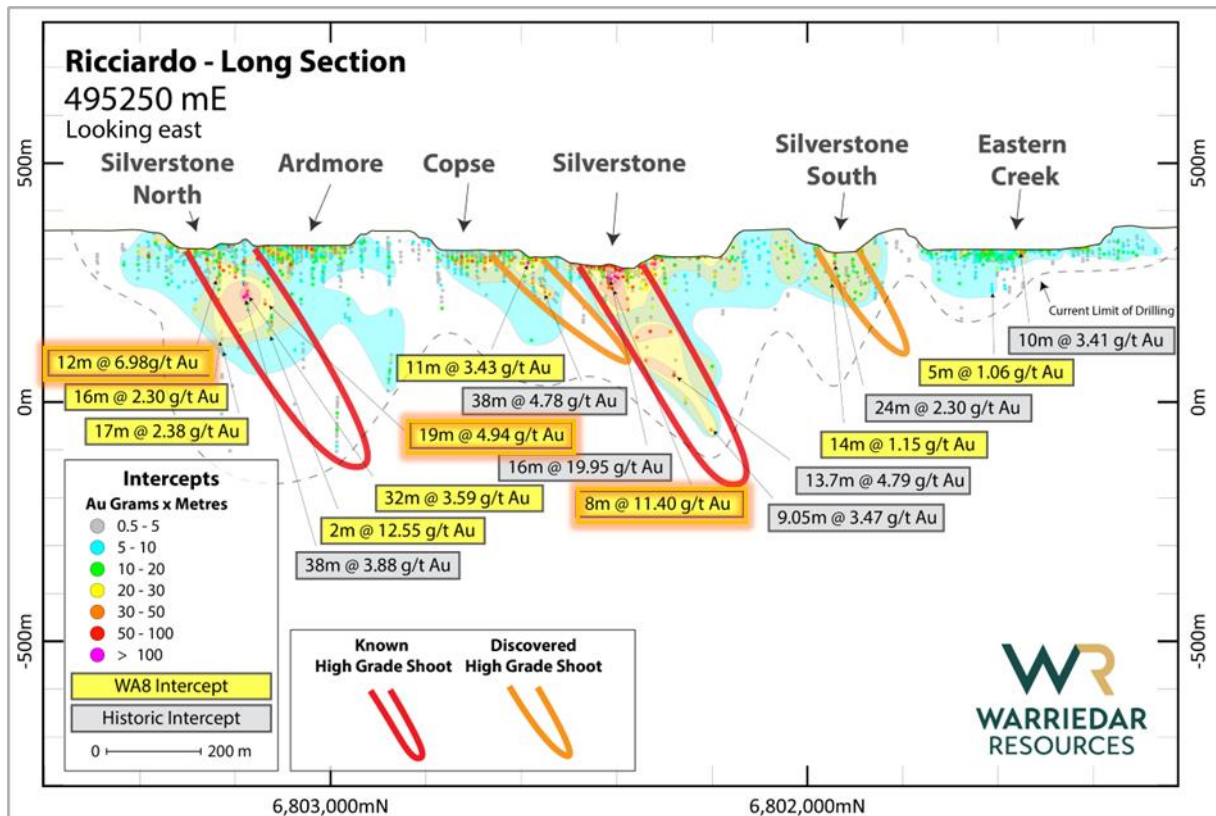 Ricciardo - Long Section
495250 mE
Looking east
Silverstone
North
Ardmore
Copse
Silverstone
Silverstone
South
Eastern
Creek
500m
0m
-500m
500m
0m
-500m
Current Limit of Drilling
12m @ 6.98g/t Au
16m @ 2.30 g/t Au
17m @ 2.38 g/t Au
19m @ 4.94 g/t Au
32m @ 3.59 g/t Au
2m @ 12.55 g/t Au
38m @ 3.88 g/t Au
11m @ 3.43 g/t Au
38m @ 4.78 g/t Au
16m @ 19.95 g/t Au
8m @ 11.40 g/t Au
10m @ 3.41 g/t Au
5m @ 1.06 g/t Au
24m @ 2.30 g/t Au
14m @ 1.15 g/t Au
13.7m @ 4.79 g/t Au
9.05m @ 3.47 g/t Au
Intercepts
Au Grams x Metres
0.5 - 5
5 - 10
10 - 20
20 - 30
30 - 50
50 - 100
> 100
WA8 Intercept
Historic Intercept
0 200 m
Known
High Grade Shoot
Discovered
High Grade Shoot
WR
WARRIEDAR
RESOURCES
6,803,000mN
6,802,000mN